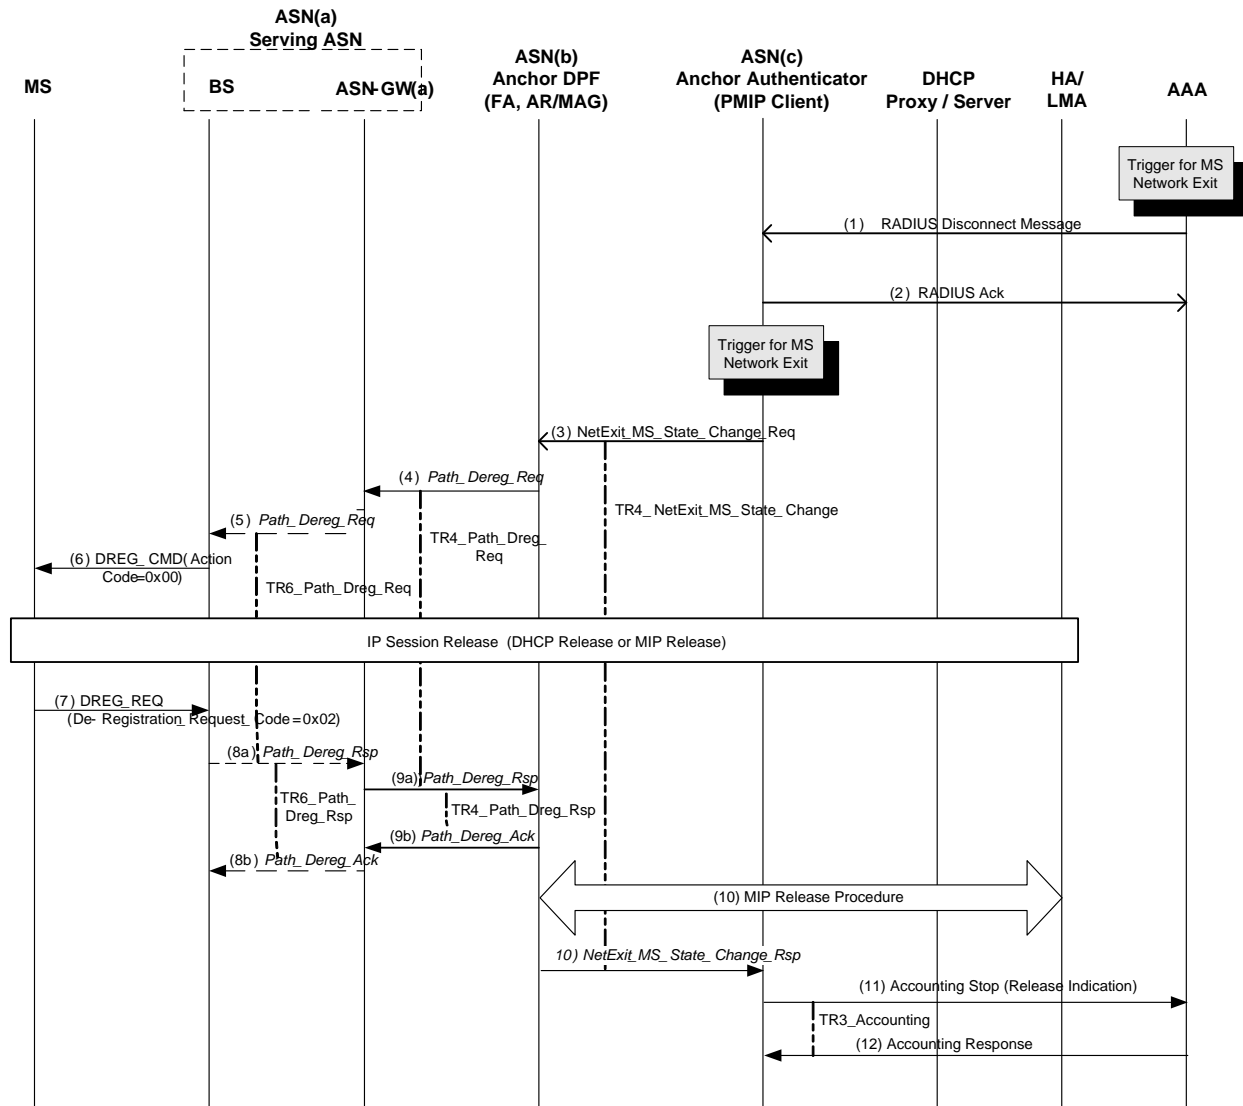 ASN(a)
Serving ASN
MS
BS
ASN-GW(a)
ASN(b)
Anchor DPF
(FA, AR/MAG)
ASN(c)
Anchor Authenticator
(PMIP Client)
DHCP
Proxy / Server
HA/
LMA
AAA
Trigger for MS
Network Exit
(1) RADIUS Disconnect Message
(2) RADIUS Ack
Trigger for MS
Network Exit
(3) NetExit_MS_State_Change_Req
(4) Path_Dereg_Req
TR4_NetExit_MS_State_Change
(5) Path_Dereg_Req
TR4_Path_Dreg_
Req
(6) DREG_CMD(Action
Code=0x00)
TR6_Path_Dreg_Req
IP Session Release (DHCP Release or MIP Release)
(7) DREG_REQ
(De-Registration_Request_Code=0x02)
(8a) Path_Dereg_Rsp
(9a) Path_Dereg_Rsp
TR6_Path_
Dreg_Rsp
TR4_Path_Dreg_Rsp
(9b) Path_Dereg_Ack
(8b) Path_Dereg_Ack
(10) MIP Release Procedure
10) NetExit_MS_State_Change_Rsp
(11) Accounting Stop (Release Indication)
TR3_Accounting
(12) Accounting Response